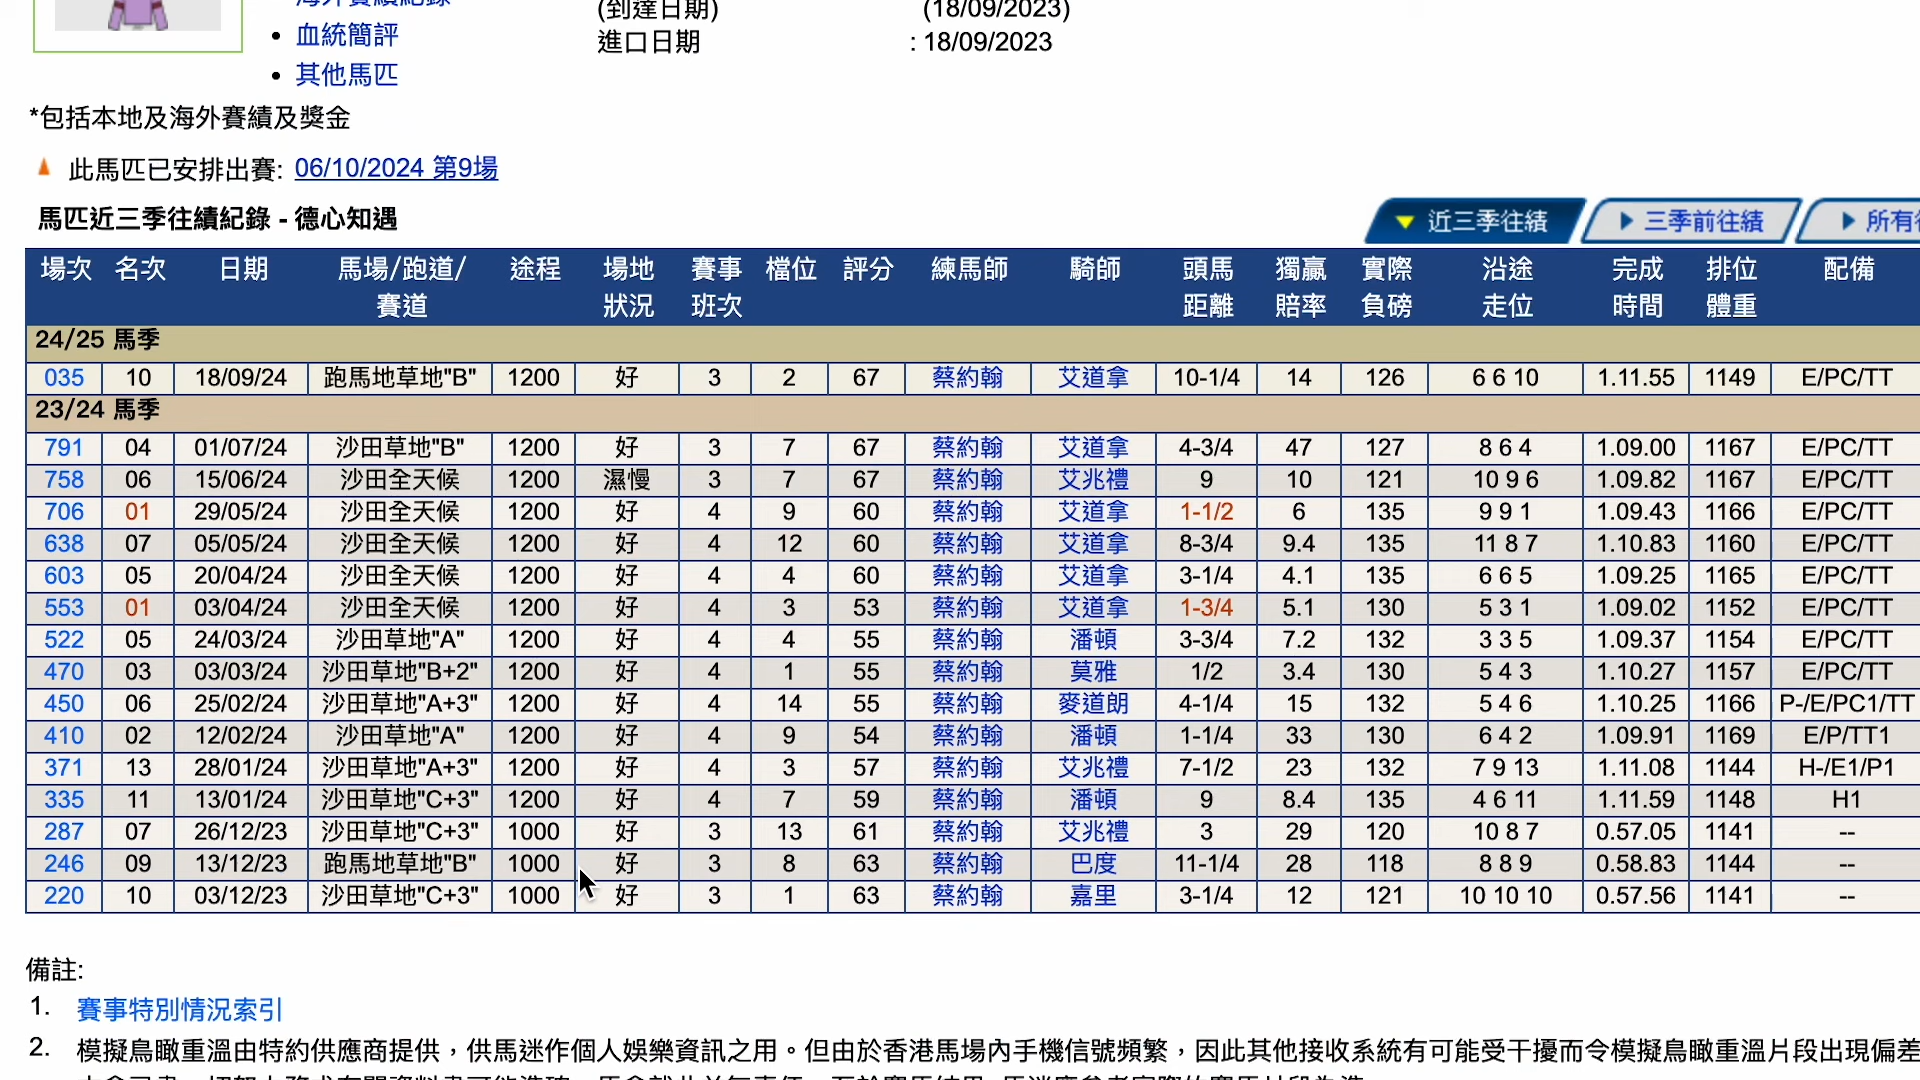 (到達日期) (18/09/2023)
• 血統簡評
進口日期 : 18/09/2023
• 其他馬匹
*包括本地及海外賽績及獎金
此馬匹已安排出賽: 06/10/2024 第9場
馬匹近三季往績紀錄 - 德心知遇
近三季往績 三季前往績 所有
場次 名次 日期 馬場/跑道/賽道 途程 場地狀況 賽事班次 檔位 評分 練馬師 騎師 頭馬距離 獨贏賠率 實際負磅 沿途走位 完成時間 排位體重 配備
24/25 馬季
035 10 18/09/24 跑馬地草地"B" 1200 好 3 2 67 蔡約翰 艾道拿 10-1/4 14 126 6 6 10 1.11.55 1149 E/PC/TT
23/24 馬季
791 04 01/07/24 沙田草地"B" 1200 好 3 7 67 蔡約翰 艾道拿 4-3/4 47 127 8 6 4 1.09.00 1167 E/PC/TT
758 06 15/06/24 沙田全天候 1200 濕慢 3 7 67 蔡約翰 艾兆禮 9 10 121 10 9 6 1.09.82 1167 E/PC/TT
706 01 29/05/24 沙田全天候 1200 好 4 9 60 蔡約翰 艾道拿 1-1/2 6 135 9 9 1 1.09.43 1166 E/PC/TT
638 07 05/05/24 沙田全天候 1200 好 4 12 60 蔡約翰 艾道拿 8-3/4 9.4 135 11 8 7 1.10.83 1160 E/PC/TT
603 05 20/04/24 沙田全天候 1200 好 4 4 60 蔡約翰 艾道拿 3-1/4 4.1 135 6 6 5 1.09.25 1165 E/PC/TT
553 01 03/04/24 沙田全天候 1200 好 4 3 53 蔡約翰 艾道拿 1-3/4 5.1 130 5 3 1 1.09.02 1152 E/PC/TT
522 05 24/03/24 沙田草地"A" 1200 好 4 4 55 蔡約翰 潘頓 3-3/4 7.2 132 3 3 5 1.09.37 1154 E/PC/TT
470 03 03/03/24 沙田草地"B+2" 1200 好 4 1 55 蔡約翰 莫雅 1/2 3.4 130 5 4 3 1.10.27 1157 E/PC/TT
450 06 25/02/24 沙田草地"A+3" 1200 好 4 14 55 蔡約翰 麥道朗 4-1/4 15 132 5 4 6 1.10.25 1166 P-/E/PC1/TT
410 02 12/02/24 沙田草地"A" 1200 好 4 9 54 蔡約翰 潘頓 1-1/4 33 130 6 4 2 1.09.91 1169 E/P/TT1
371 13 28/01/24 沙田草地"A+3" 1200 好 4 3 57 蔡約翰 艾兆禮 7-1/2 23 132 7 9 13 1.11.08 1144 H-/E1/P1
335 11 13/01/24 沙田草地"C+3" 1200 好 4 7 59 蔡約翰 潘頓 9 8.4 135 4 6 11 1.11.59 1148 H1
287 07 26/12/23 沙田草地"C+3" 1000 好 3 13 61 蔡約翰 艾兆禮 3 29 120 10 8 7 0.57.05 1141 --
246 09 13/12/23 跑馬地草地"B" 1000 好 3 8 63 蔡約翰 巴度 11-1/4 28 118 8 8 9 0.58.83 1144 --
220 10 03/12/23 沙田草地"C+3" 1000 好 3 1 63 蔡約翰 嘉里 3-1/4 12 121 10 10 10 0.57.56 1141 --
備註:
1. 賽事特別情況索引
2. 模擬鳥瞰重溫由特約供應商提供，供馬迷作個人娛樂資訊之用。但由於香港馬場內手機信號頻繁，因此其他接收系統有可能受干擾而令模擬鳥瞰重溫片段出現偏差